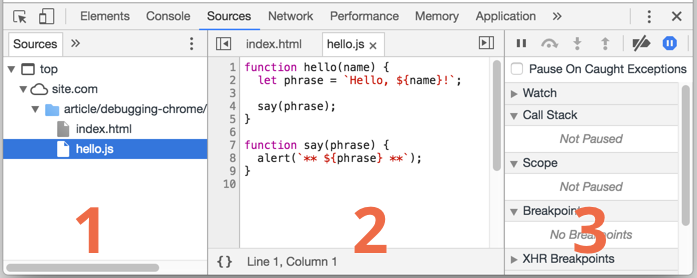 Elements Console Sources Network Performance Memory Application »
Sources »
top
site.com
article/debugging-chrome/
index.html
hello.js
1
index.html hello.js ×
1 function hello(name) {
2 let phrase = `Hello, ${name}!`;
3
4 say(phrase);
5 }
6
7 function say(phrase) {
8 alert(`** ${phrase} **`);
9 }
10
2
{} Line 1, Column 1
Pause On Caught Exceptions
Watch
Call Stack
Not Paused
Scope
Not Paused
Breakpoints
No Breakpoints
3
XHR Breakpoints